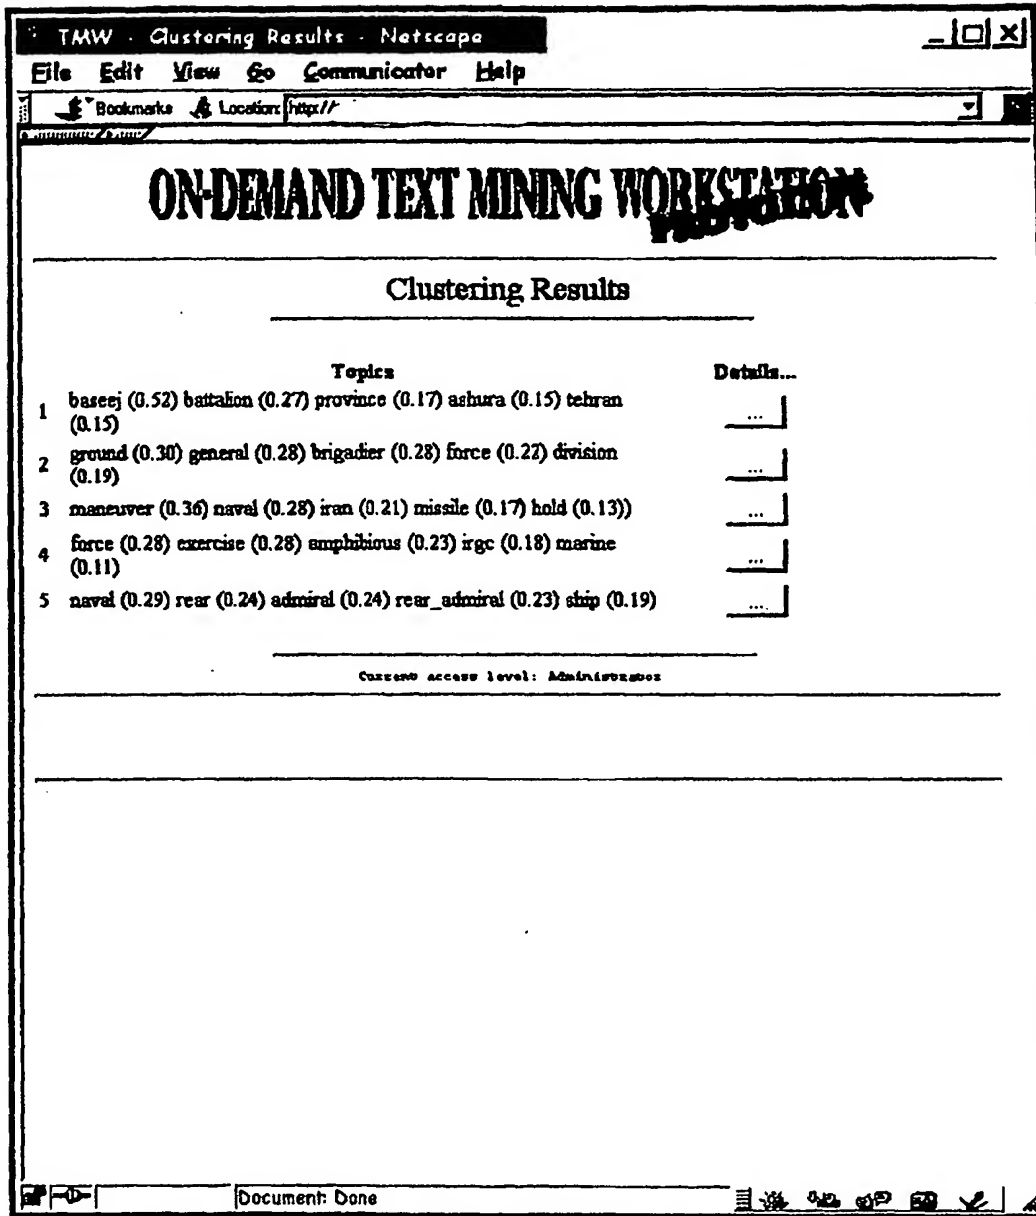 TMW - Clustering Results - Netscape
File Edit View Go Communicator Help
Bookmarks Location: http://
ON-DEMAND TEXT MINING WORKSTATION
Clustering Results
Topics Details...
1 baseej (0.52) battalion (0.27) province (0.17) ashura (0.15) tehran
(0.15) ...
2 ground (0.30) general (0.28) brigadier (0.28) force (0.22) division
(0.19) ...
3 maneuver (0.36) naval (0.28) iran (0.21) missile (0.17) hold (0.13)) ...
4 force (0.28) exercise (0.28) amphibious (0.23) irgc (0.18) marine
(0.11) ...
5 naval (0.29) rear (0.24) admiral (0.24) rear_admiral (0.23) ship (0.19) ...
Current access level: Administrator
Document: Done